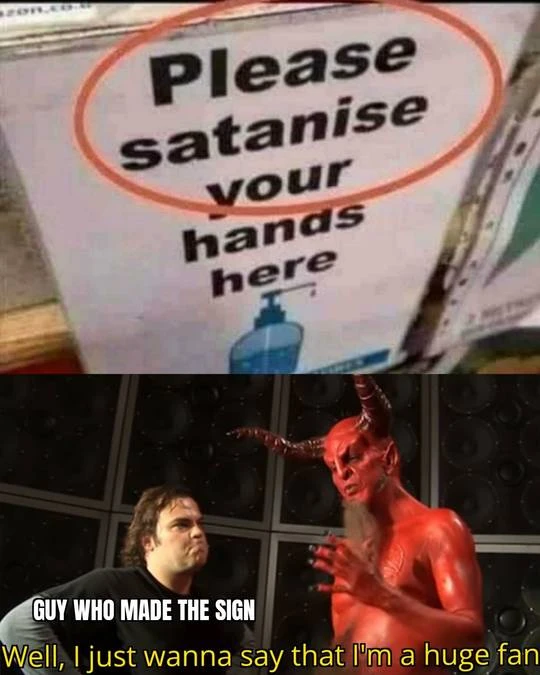 Please
satanise
your
hands
here
GUY WHO MADE THE SIGN
Well, I just wanna say that I'm a huge fan